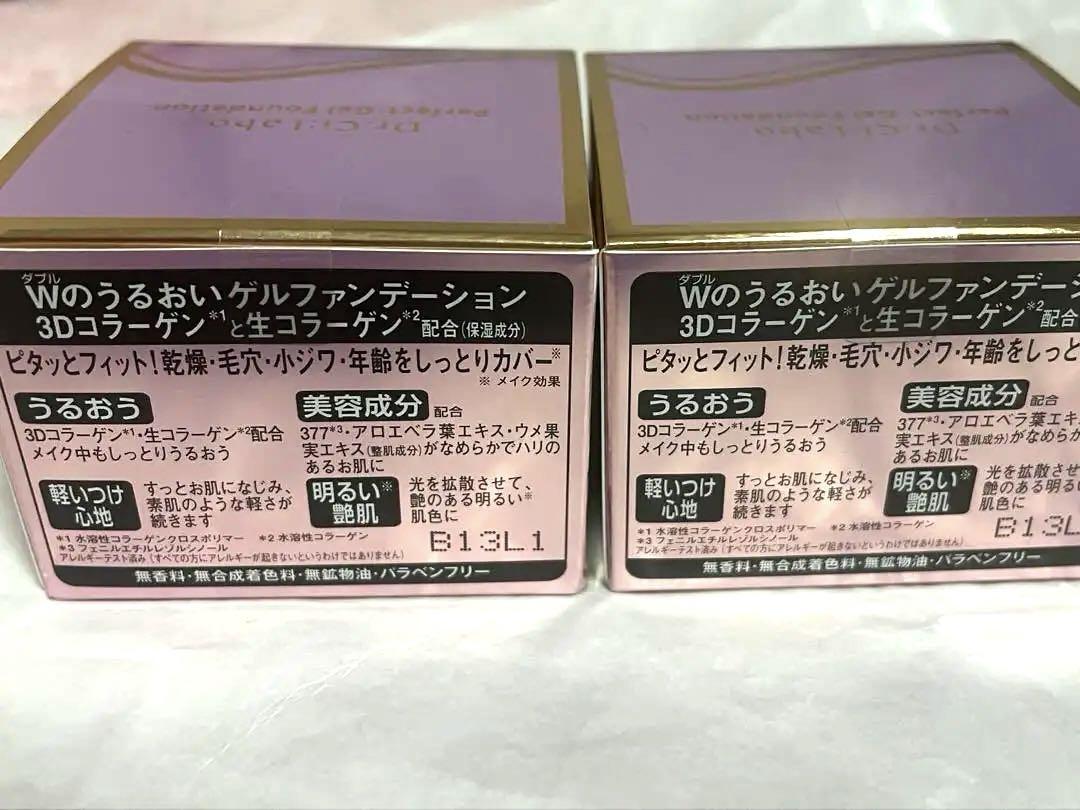 Dr.Ci:Labo
Perfect Gel Foundation
ダブル
Wのうるおいゲルファンデーション
3Dコラーゲン*1と生コラーゲン*2配合(保湿成分)
ピタッとフィット!乾燥・毛穴・小ジワ・年齢をしっとりカバー※
※ メイク効果
うるおう
3Dコラーゲン*1・生コラーゲン*2配合
メイク中もしっとりうるおう
美容成分 配合
377*3・アロエベラ葉エキス・ウメ果
実エキス(整肌成分)がなめらかでハリの
あるお肌に
軽いつけ
心地
すっとお肌になじみ、
素肌のような軽さが
続きます
明るい※
艶肌
光を拡散させて、
艶のある明るい※
肌色に
*1 水溶性コラーゲンクロスポリマー *2 水溶性コラーゲン
*3 フェニルエチルレゾルシノール
アレルギーテスト済み(すべての方にアレルギーが起きないというわけではありません)
B13L1
無香料・無合成着色料・無鉱物油・パラベンフリー
Dr.Ci:Labo
Perfect Gel Foundation
ダブル
Wのうるおいゲルファンデーシ
3Dコラーゲン*1と生コラーゲン*2配合
ピタッとフィット!乾燥・毛穴・小ジワ・年齢をしっと
うるおう
3Dコラーゲン*1・生コラーゲン*2配合
メイク中もしっとりうるおう
美容成分 配合
377*3・アロエベラ葉エキス
実エキス(整肌成分)がなめらか
あるお肌に
軽いつけ
心地
すっとお肌になじみ、
素肌のような軽さが
続きます
明るい※
艶肌
光を拡散させ
艶のある明る
肌色に
*1 水溶性コラーゲンクロスポリマー *2 水溶性コラーゲン
*3 フェニルエチルレゾルシノール
アレルギーテスト済み(すべての方にアレルギーが起きないというわけではありません)
B13L
無香料・無合成着色料・無鉱物油・パラベンフリー